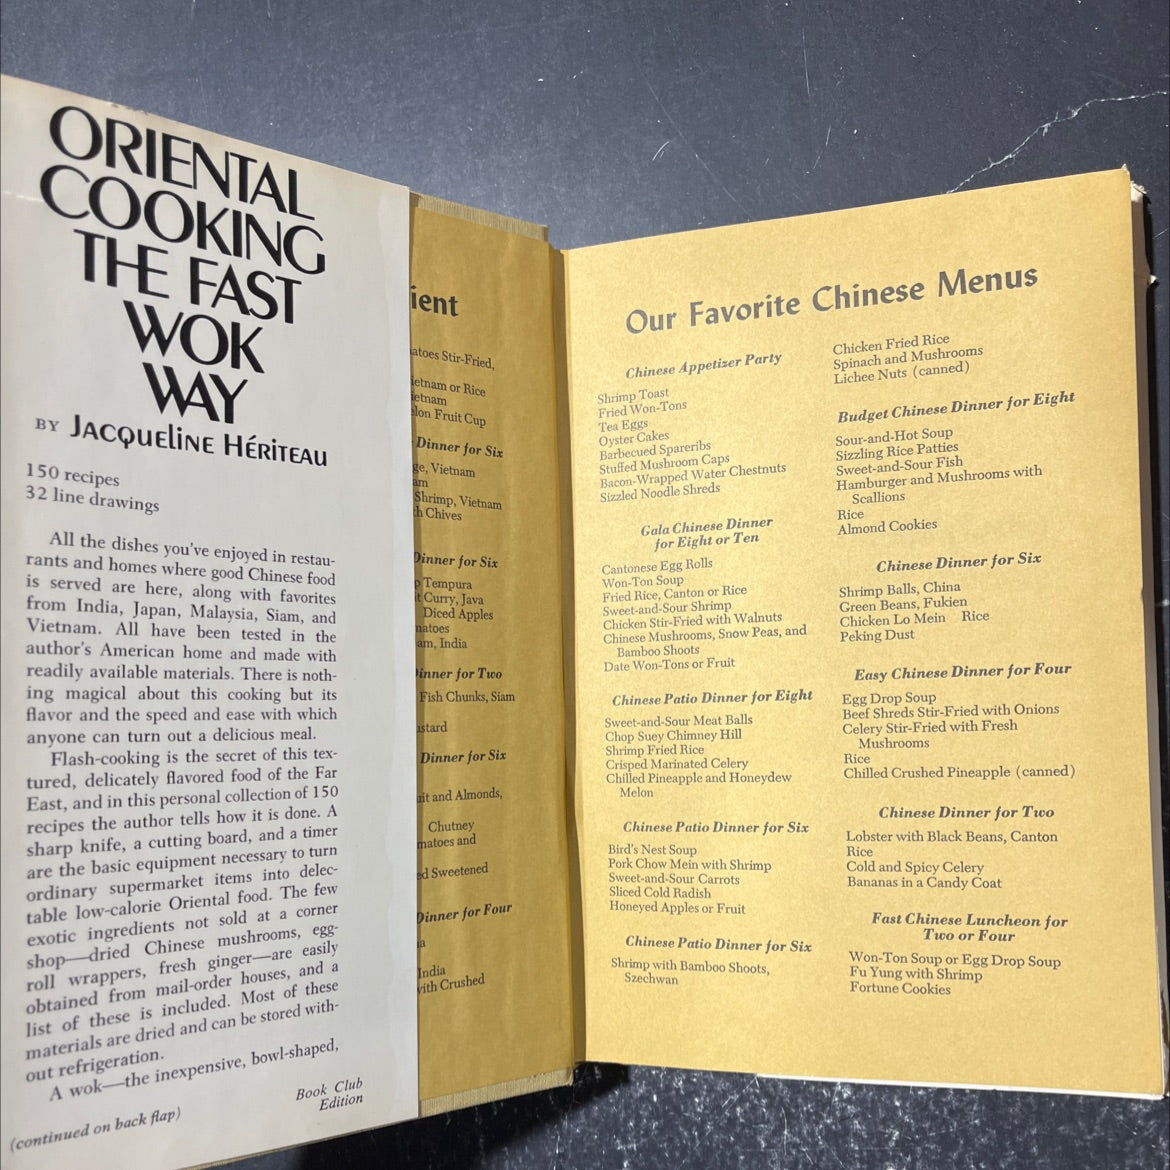 ORIENTAL
COOKING
THE FAST
WOK
WAY
BY JACQUELINE HÉRITEAU
150 recipes
32 line drawings
All the dishes you've enjoyed in restau-
rants and homes where good Chinese food
is served are here, along with favorites
from India, Japan, Malaysia, Siam, and
Vietnam. All have been tested in the
author's American home and made with
readily available materials. There is noth-
ing magical about this cooking but its
flavor and the speed and ease with which
anyone can turn out a delicious meal.
Flash-cooking is the secret of this tex-
tured, delicately flavored food of the Far
East, and in this personal collection of 150
recipes the author tells how it is done. A
sharp knife, a cutting board, and a timer
are the basic equipment necessary to turn
ordinary supermarket items into delec-
table low-calorie Oriental food. The few
exotic ingredients not sold at a corner
shop—dried Chinese mushrooms, egg-
roll wrappers, fresh ginger—are easily
obtained from mail-order houses, and a
list of these is included. Most of these
materials are dried and can be stored with-
out refrigeration.
A wok—the inexpensive, bowl-shaped,
(continued on back flap)
Book Club
Edition
ient
atoes Stir-Fried,
ietnam or Rice
ietnam
elon Fruit Cup
Dinner for Six
ge, Vietnam
am
Shrimp, Vietnam
h Chives
Dinner for Six
p Tempura
it Curry, Java
Diced Apples
matoes
am, India
Dinner for Two
Fish Chunks, Siam
ustard
Dinner for Six
uit and Almonds,
Chutney
matoes and
ed Sweetened
Dinner for Four
ia
India
with Crushed
Our Favorite Chinese Menus
Chinese Appetizer Party
Shrimp Toast
Fried Won-Tons
Tea Eggs
Oyster Cakes
Barbecued Spareribs
Stuffed Mushroom Caps
Bacon-Wrapped Water Chestnuts
Sizzled Noodle Shreds
Gala Chinese Dinner
for Eight or Ten
Cantonese Egg Rolls
Won-Ton Soup
Fried Rice, Canton or Rice
Sweet-and-Sour Shrimp
Chicken Stir-Fried with Walnuts
Chinese Mushrooms, Snow Peas, and
Bamboo Shoots
Date Won-Tons or Fruit
Chinese Patio Dinner for Eight
Sweet-and-Sour Meat Balls
Chop Suey Chimney Hill
Shrimp Fried Rice
Crisped Marinated Celery
Chilled Pineapple and Honeydew
Melon
Chinese Patio Dinner for Six
Bird's Nest Soup
Pork Chow Mein with Shrimp
Sweet-and-Sour Carrots
Sliced Cold Radish
Honeyed Apples or Fruit
Chinese Patio Dinner for Six
Shrimp with Bamboo Shoots,
Szechwan
Chicken Fried Rice
Spinach and Mushrooms
Lichee Nuts (canned)
Budget Chinese Dinner for Eight
Sour-and-Hot Soup
Sizzling Rice Patties
Sweet-and-Sour Fish
Hamburger and Mushrooms with
Scallions
Rice
Almond Cookies
Chinese Dinner for Six
Shrimp Balls, China
Green Beans, Fukien
Chicken Lo Mein Rice
Peking Dust
Easy Chinese Dinner for Four
Egg Drop Soup
Beef Shreds Stir-Fried with Onions
Celery Stir-Fried with Fresh
Mushrooms
Rice
Chilled Crushed Pineapple (canned)
Chinese Dinner for Two
Lobster with Black Beans, Canton
Rice
Cold and Spicy Celery
Bananas in a Candy Coat
Fast Chinese Luncheon for
Two or Four
Won-Ton Soup or Egg Drop Soup
Fu Yung with Shrimp
Fortune Cookies